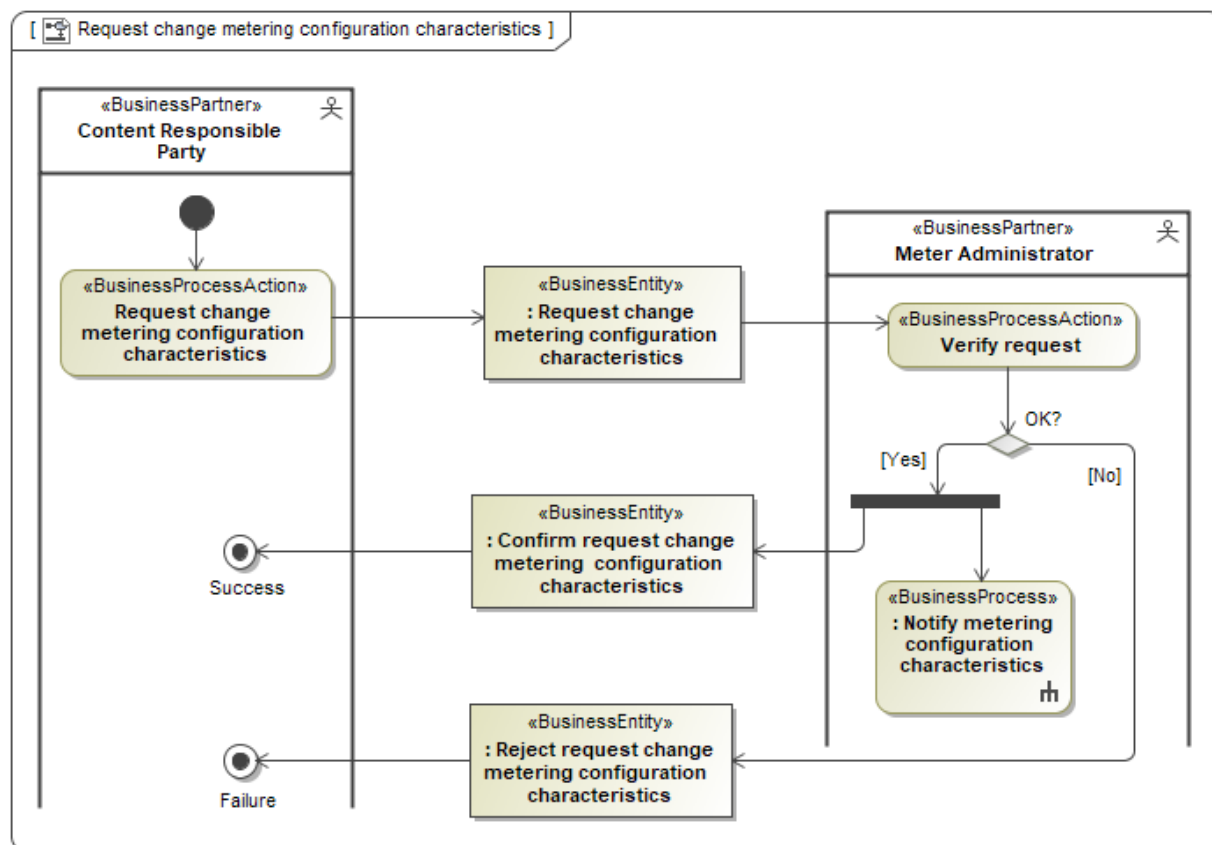 [ Request change metering configuration characteristics ]
«BusinessPartner»
Content Responsible
Party
«BusinessProcessAction»
Request change
metering configuration
characteristics
«BusinessEntity»
: Request change
metering configuration
characteristics
«BusinessPartner»
Meter Administrator
«BusinessProcessAction»
Verify request
OK?
[Yes]
[No]
«BusinessEntity»
: Confirm request change
metering configuration
characteristics
Success
«BusinessProcess»
: Notify metering
configuration
characteristics
«BusinessEntity»
: Reject request change
metering configuration
characteristics
Failure